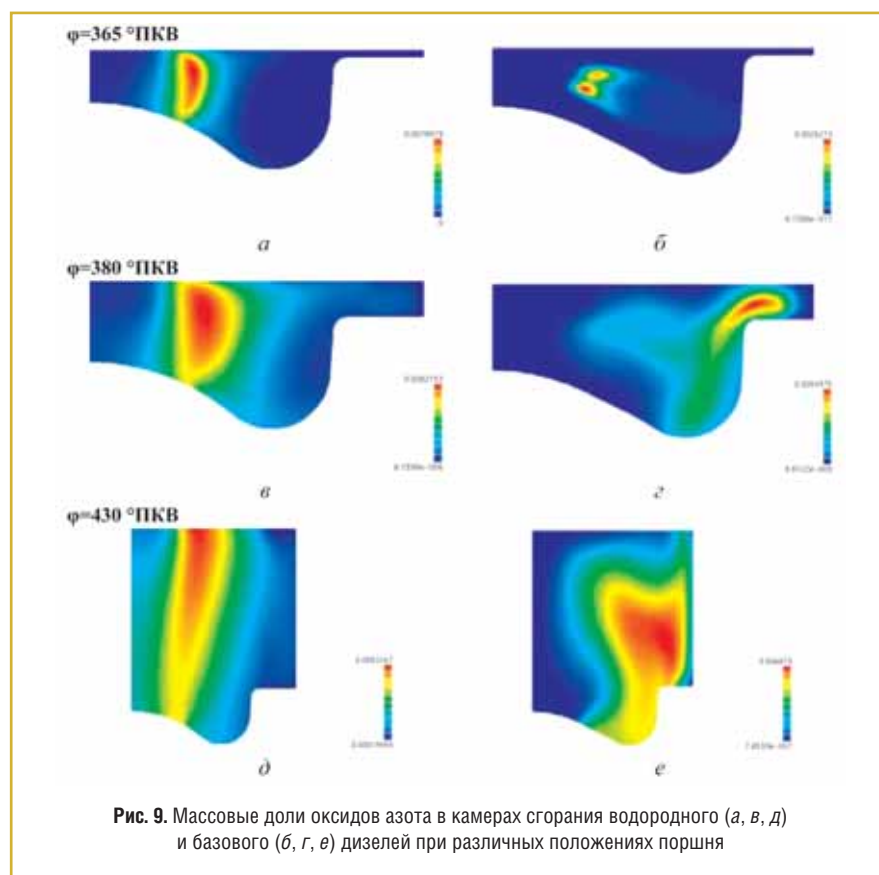 φ=365 °ПКВ
а
б
φ=380 °ПКВ
в
г
φ=430 °ПКВ
д
е
Рис. 9. Массовые доли оксидов азота в камерах сгорания водородного (а, в, д)
и базового (б, г, е) дизелей при различных положениях поршня